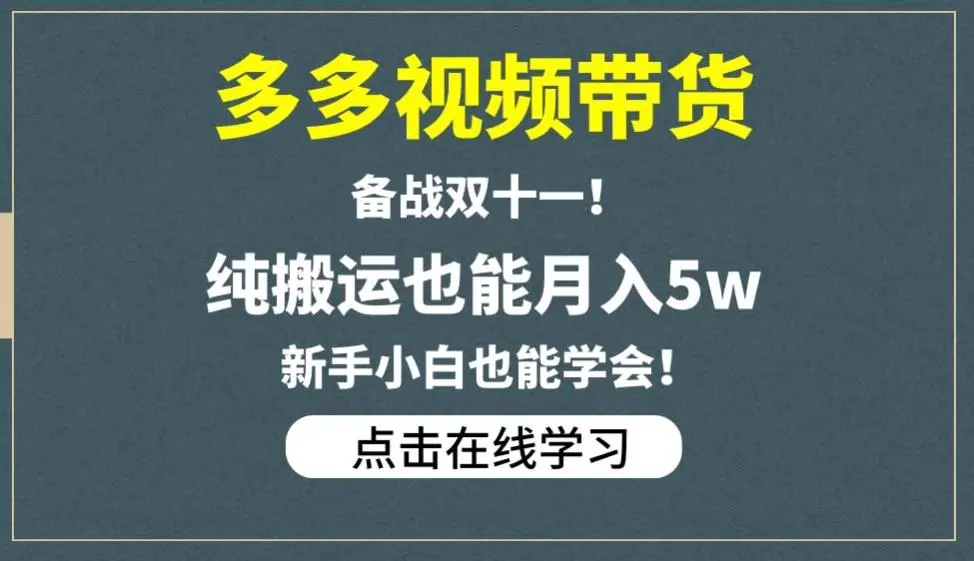 多多视频带货
备战双十一！
纯搬运也能月入5w
新手小白也能学会！
点击在线学习